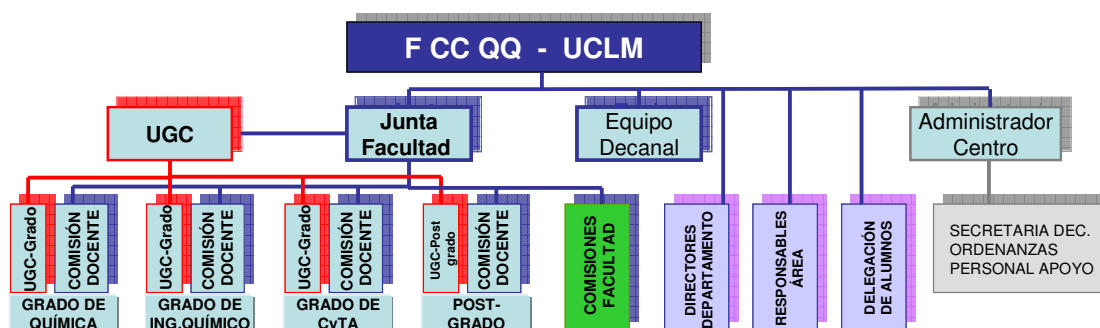 F CC QQ - UCLM
UGC
Junta
Facultad
Equipo
Decanal
Administrador
Centro
UGC-Grado
COMISIÓN
DOCENTE
UGC-Grado
COMISIÓN
DOCENTE
UGC-Grado
COMISIÓN
DOCENTE
UGC-Post
grado
COMISIÓN
DOCENTE
COMISIONES
FACULTAD
DIRECTORES
DEPARTAMENTO
RESPONSABLES
ÁREA
DELEGACIÓN
DE ALUMNOS
SECRETARIA DEC.
ORDENANZAS
PERSONAL APOYO
GRADO DE
QUÍMICA
GRADO DE
ING.QUÍMICO
GRADO DE
CyTA
POST-
GRADO